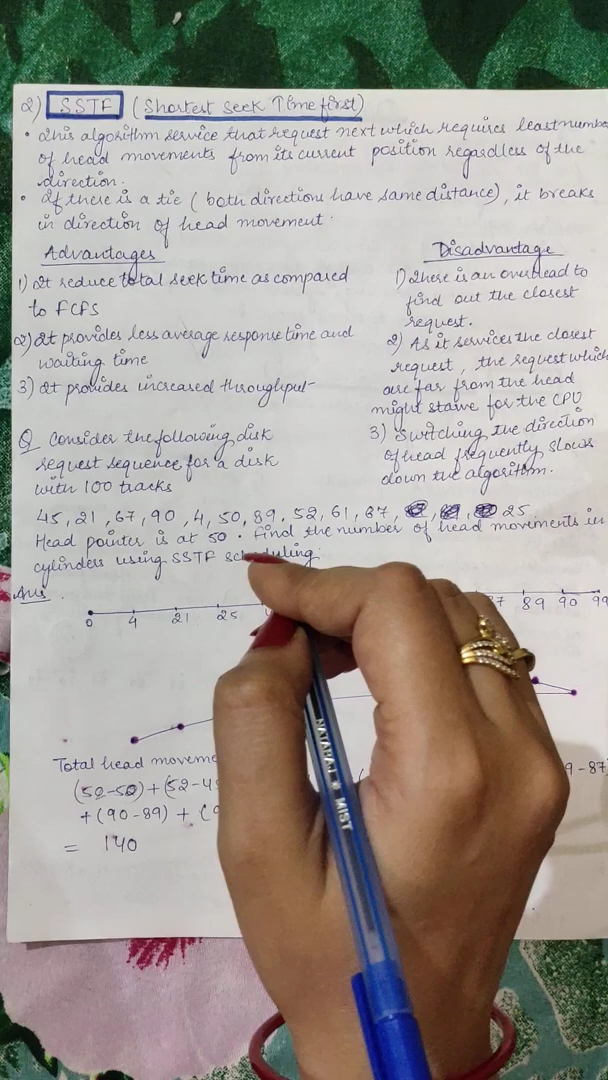 2) SSTF (Shortest Seek Time first)
• This algorithm service that request next which requires least number
of head movements from its current position regardless of the
direction.
• If there is a tie (both directions have same distance), it breaks
in direction of head movement.
Advantages
1) It reduce total seek time as compared
to FCFS
2) It provides less average response time and
waiting time
3) It provides increased throughput
Disadvantage
1) There is an overhead to
find out the closest
request.
2) As it services the closest
request, the request which
are far from the head
might starve for the CPU
3) Switching the direction
of head frequently slows
down the algorithm.
Q Consider the following disk
request sequence for a disk
with 100 tracks
45, 21, 67, 90, 4, 50, 89, 52, 61, 87, 25
Head pointer is at 50. Find the number of head movements in
cylinders using SSTF scheduling.
Ans.
0 4 21 25 87 89 90 99
Total head moveme
(52-50)+(52-45 9-87)
+(90-89) + (9
= 140
NATARAJ MIST